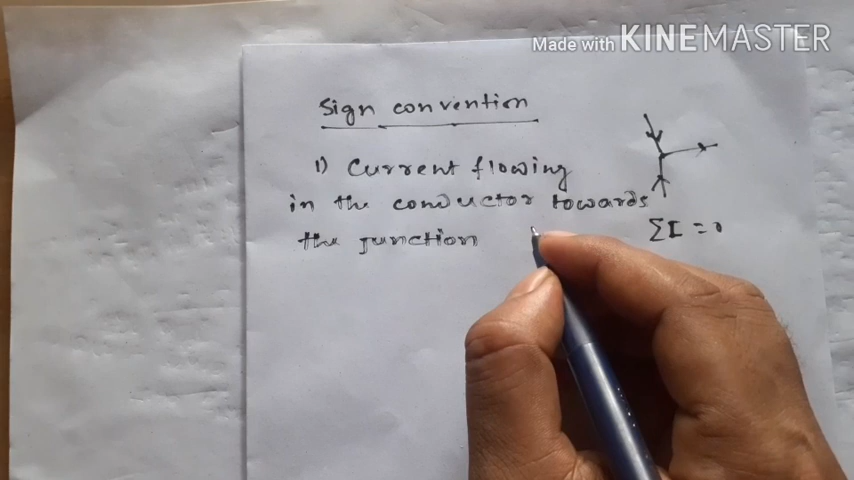 Made with KINEMASTER
Sign convention
1) Current flowing
in the conductor towards
the junction
ΣI = 0